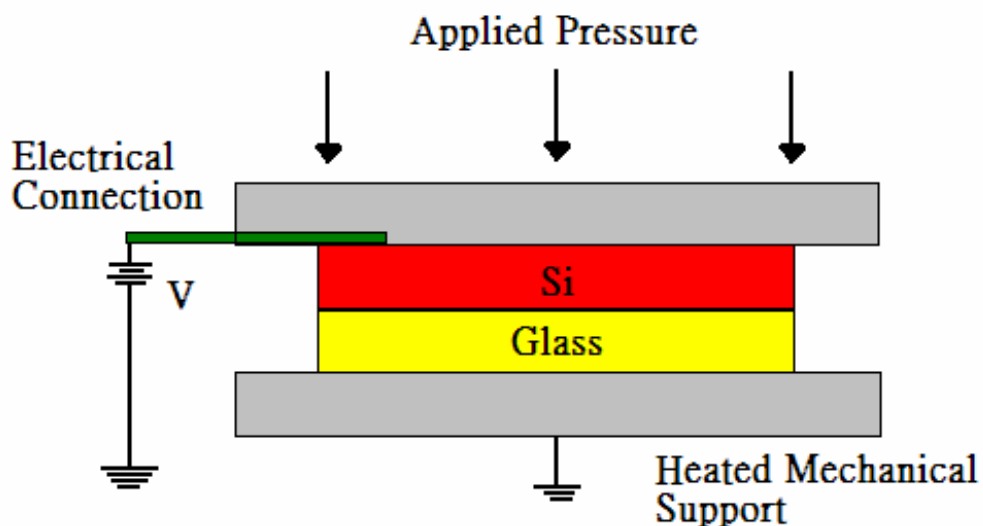 Applied Pressure
Electrical
Connection
V
Si
Glass
Heated Mechanical
Support